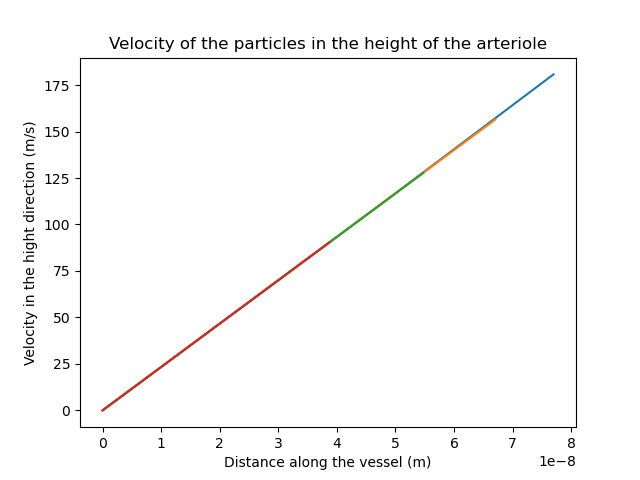 Velocity of the particles in the height of the arteriole
Velocity in the hight direction (m/s)
175
150
125
100
75
50
25
0
0 1 2 3 4 5 6 7 8
1e−8
Distance along the vessel (m)